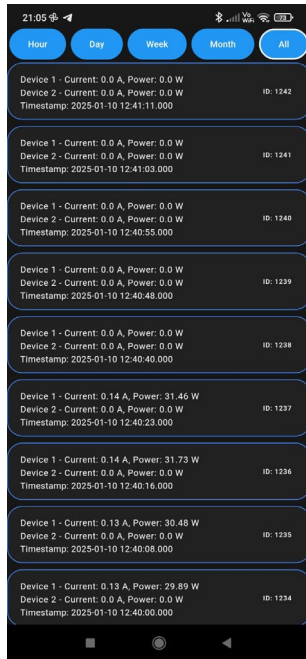 21:05
Vo
WiFi
73
Hour Day Week Month All
Device 1 - Current: 0.0 A, Power: 0.0 W
Device 2 - Current: 0.0 A, Power: 0.0 W
Timestamp: 2025-01-10 12:41:11.000
ID: 1242
Device 1 - Current: 0.0 A, Power: 0.0 W
Device 2 - Current: 0.0 A, Power: 0.0 W
Timestamp: 2025-01-10 12:41:03.000
ID: 1241
Device 1 - Current: 0.0 A, Power: 0.0 W
Device 2 - Current: 0.0 A, Power: 0.0 W
Timestamp: 2025-01-10 12:40:55.000
ID: 1240
Device 1 - Current: 0.0 A, Power: 0.0 W
Device 2 - Current: 0.0 A, Power: 0.0 W
Timestamp: 2025-01-10 12:40:48.000
ID: 1239
Device 1 - Current: 0.0 A, Power: 0.0 W
Device 2 - Current: 0.0 A, Power: 0.0 W
Timestamp: 2025-01-10 12:40:40.000
ID: 1238
Device 1 - Current: 0.14 A, Power: 31.46 W
Device 2 - Current: 0.0 A, Power: 0.0 W
Timestamp: 2025-01-10 12:40:23.000
ID: 1237
Device 1 - Current: 0.14 A, Power: 31.73 W
Device 2 - Current: 0.0 A, Power: 0.0 W
Timestamp: 2025-01-10 12:40:16.000
ID: 1236
Device 1 - Current: 0.13 A, Power: 30.48 W
Device 2 - Current: 0.0 A, Power: 0.0 W
Timestamp: 2025-01-10 12:40:08.000
ID: 1235
Device 1 - Current: 0.13 A, Power: 29.89 W
Device 2 - Current: 0.0 A, Power: 0.0 W
Timestamp: 2025-01-10 12:40:00.000
ID: 1234